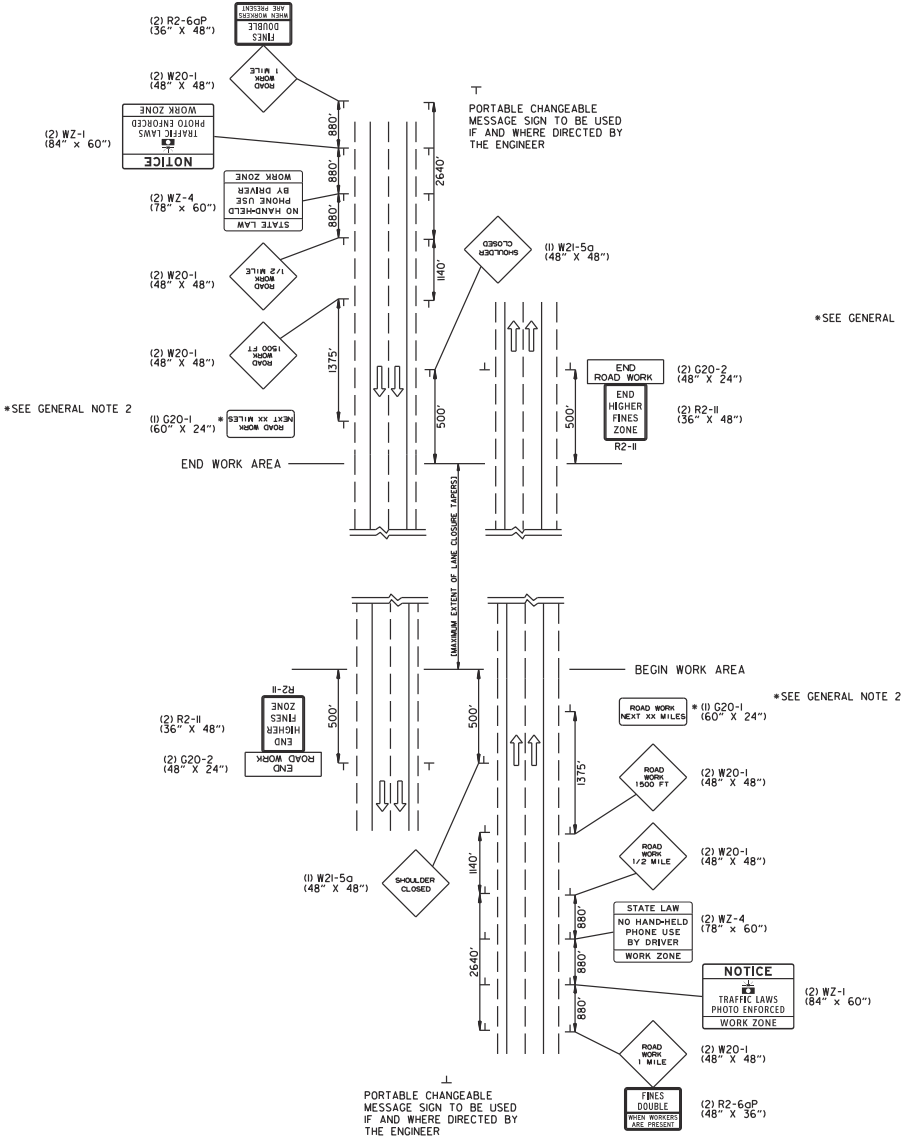 (2) R2-6aP
(36" X 48")
FINES
DOUBLE
WHEN WORKERS
ARE PRESENT
(2) W20-1
(48" X 48")
ROAD
WORK
1 MILE
PORTABLE CHANGEABLE
MESSAGE SIGN TO BE USED
IF AND WHERE DIRECTED BY
THE ENGINEER
(2) WZ-1
(84" x 60")
NOTICE
TRAFFIC LAWS
PHOTO ENFORCED
WORK ZONE
880'
880'
880'
2640'
(2) WZ-4
(78" x 60")
STATE LAW
NO HAND-HELD
PHONE USE
BY DRIVER
WORK ZONE
SHOULDER
CLOSED
(1) W21-5a
(48" X 48")
(2) W20-1
(48" X 48")
ROAD
WORK
1/2 MILE
1140'
*SEE GENERAL
(2) W20-1
(48" X 48")
ROAD
WORK
1500 FT
1375'
500'
500'
END
ROAD WORK
(2) G20-2
(48" X 24")
END
HIGHER
FINES
ZONE
R2-11
(2) R2-11
(36" X 48")
*SEE GENERAL NOTE 2
(1) G20-1
(60" X 24")
*
ROAD WORK
NEXT XX MILES
END WORK AREA
[MAXIMUM EXTENT OF LANE CLOSURE TAPERS]
BEGIN WORK AREA
R2-11
(2) R2-11
(36" X 48")
END
HIGHER
FINES
ZONE
500'
500'
(2) G20-2
(48" X 24")
END
ROAD WORK
ROAD WORK
NEXT XX MILES
* (1) G20-1
(60" X 24")
*SEE GENERAL NOTE 2
1375'
ROAD
WORK
1500 FT
(2) W20-1
(48" X 48")
1140'
ROAD
WORK
1/2 MILE
(2) W20-1
(48" X 48")
(1) W21-5a
(48" X 48")
SHOULDER
CLOSED
2640'
880'
880'
880'
STATE LAW
NO HAND-HELD
PHONE USE
BY DRIVER
WORK ZONE
(2) WZ-4
(78" x 60")
NOTICE
TRAFFIC LAWS
PHOTO ENFORCED
WORK ZONE
(2) WZ-1
(84" x 60")
ROAD
WORK
1 MILE
(2) W20-1
(48" X 48")
FINES
DOUBLE
WHEN WORKERS
ARE PRESENT
(2) R2-6aP
(48" X 36")
PORTABLE CHANGEABLE
MESSAGE SIGN TO BE USED
IF AND WHERE DIRECTED BY
THE ENGINEER